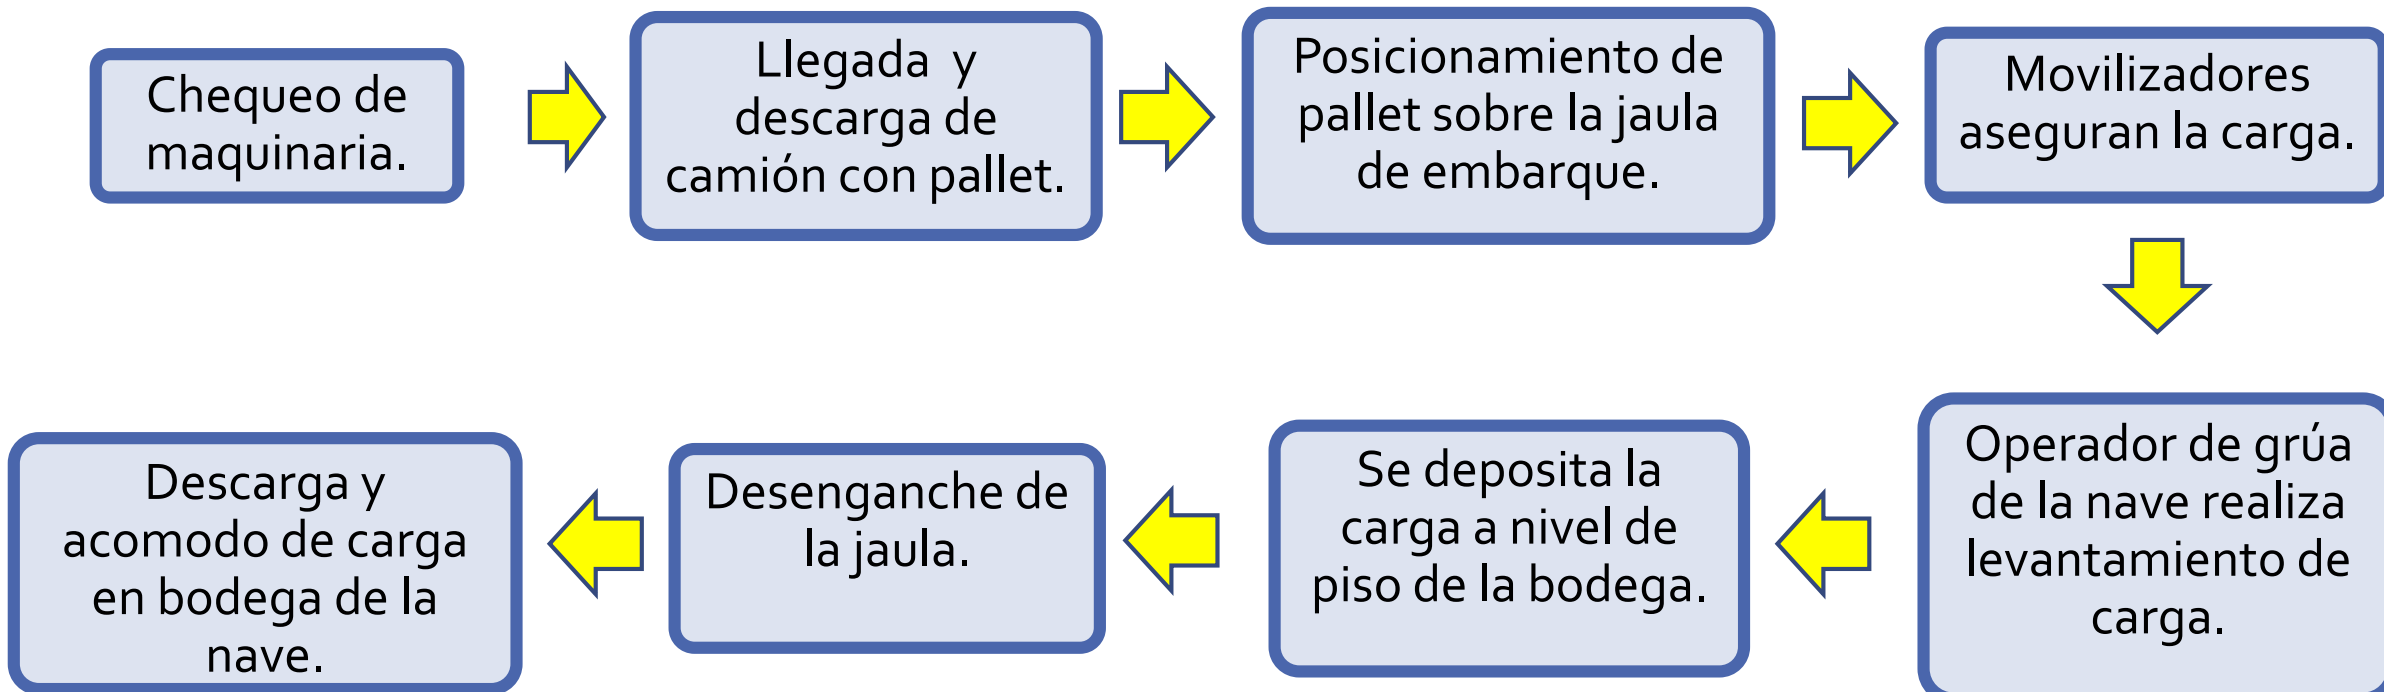 Chequeo de
maquinaria.
Llegada y
descarga de
camión con pallet.
Posicionamiento de
pallet sobre la jaula
de embarque.
Movilizadores
aseguran la carga.
Operador de grúa
de la nave realiza
levantamiento de
carga.
Se deposita la
carga a nivel de
piso de la bodega.
Desenganche de
la jaula.
Descarga y
acomodo de carga
en bodega de la
nave.